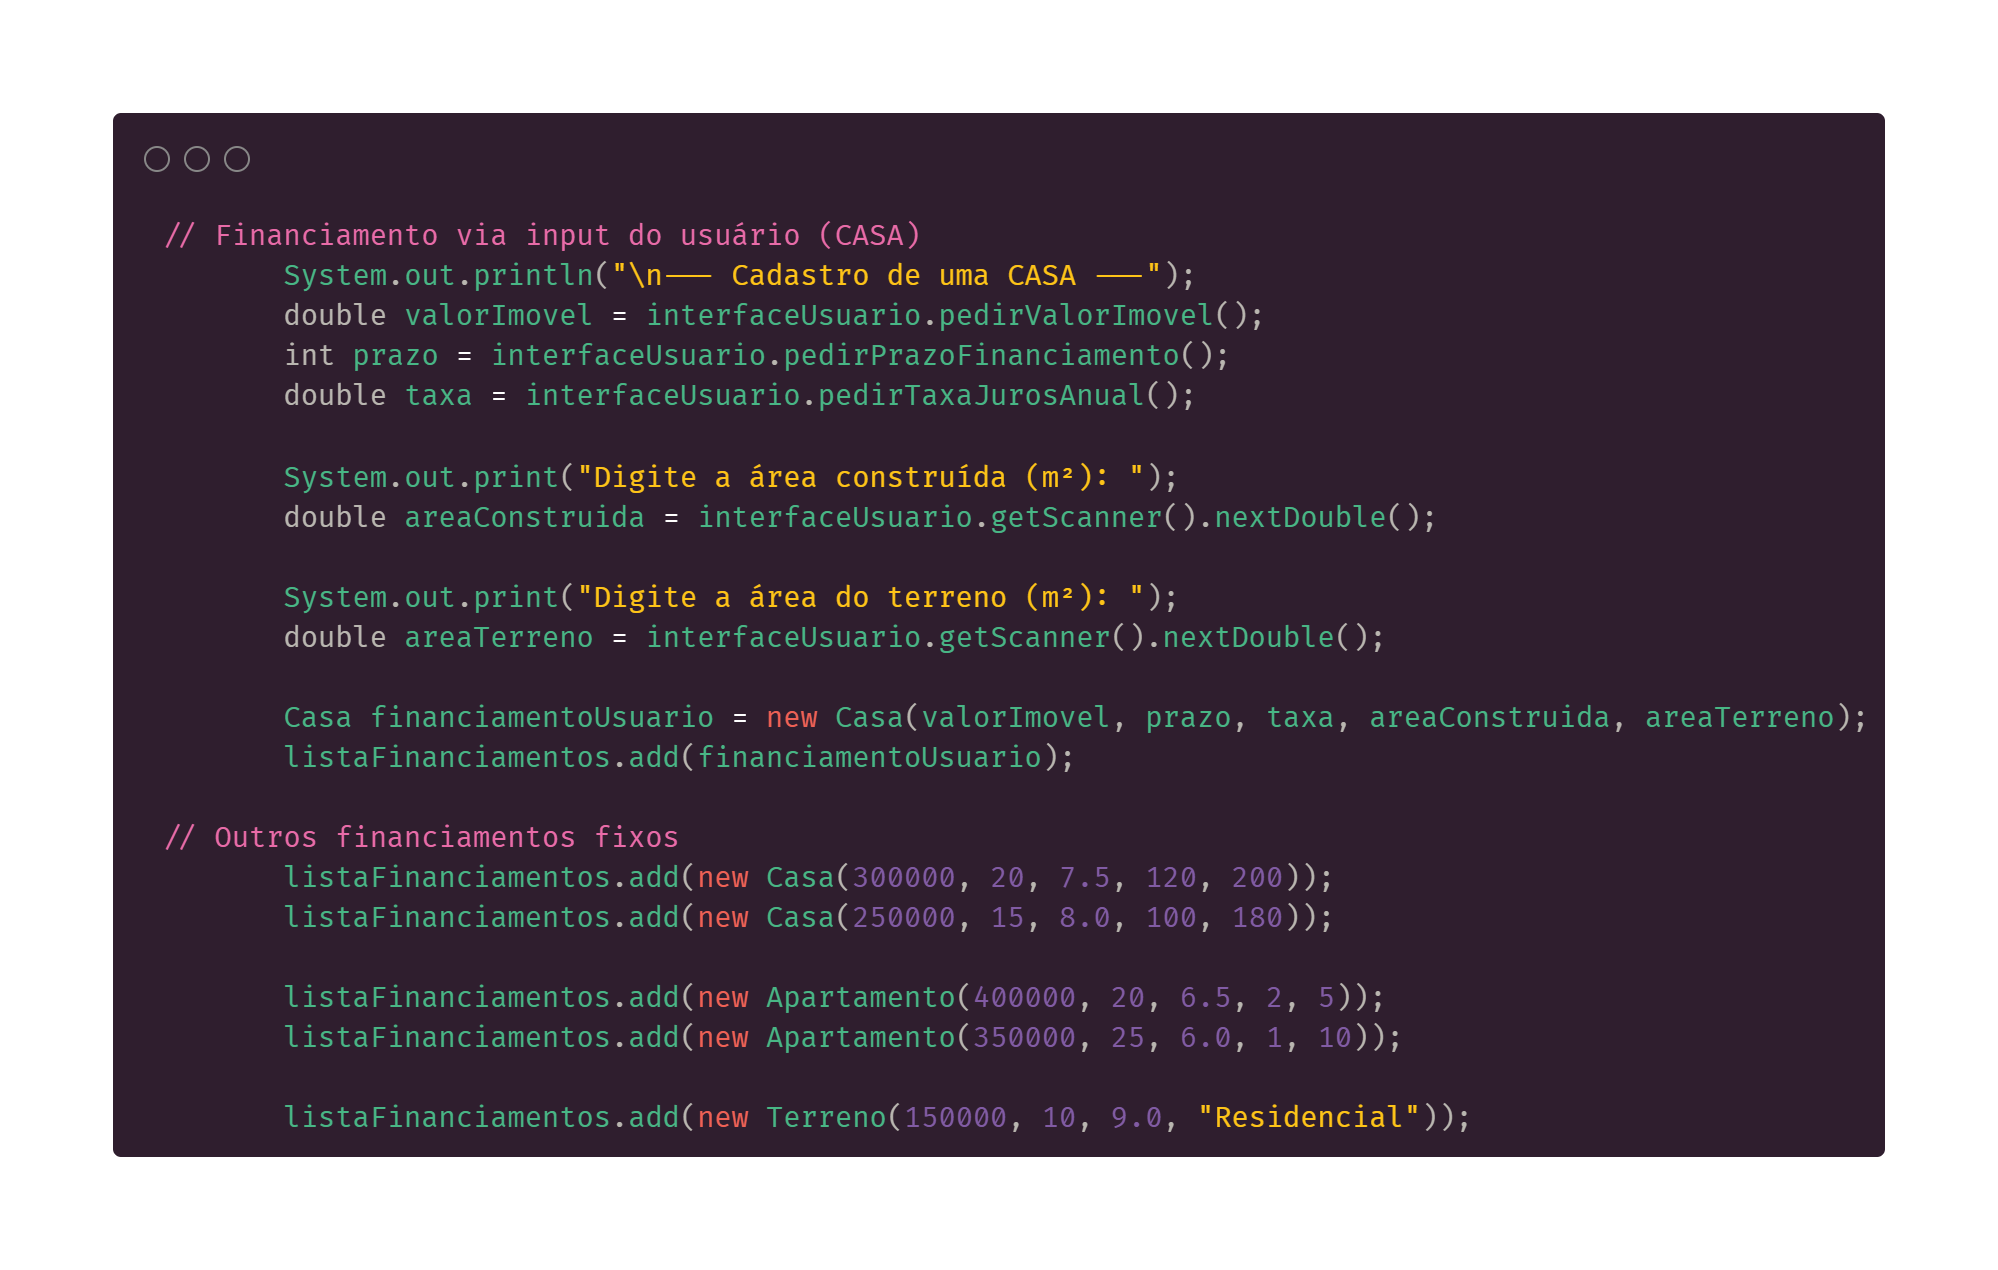 // Financiamento via input do usuário (CASA)
System.out.println("\n--- Cadastro de uma CASA ---");
double valorImovel = interfaceUsuario.pedirValorImovel();
int prazo = interfaceUsuario.pedirPrazoFinanciamento();
double taxa = interfaceUsuario.pedirTaxaJurosAnual();
System.out.print("Digite a área construída (m²): ");
double areaConstruida = interfaceUsuario.getScanner().nextDouble();
System.out.print("Digite a área do terreno (m²): ");
double areaTerreno = interfaceUsuario.getScanner().nextDouble();
Casa financiamentoUsuario = new Casa(valorImovel, prazo, taxa, areaConstruida, areaTerreno);
listaFinanciamentos.add(financiamentoUsuario);
// Outros financiamentos fixos
listaFinanciamentos.add(new Casa(300000, 20, 7.5, 120, 200));
listaFinanciamentos.add(new Casa(250000, 15, 8.0, 100, 180));
listaFinanciamentos.add(new Apartamento(400000, 20, 6.5, 2, 5));
listaFinanciamentos.add(new Apartamento(350000, 25, 6.0, 1, 10));
listaFinanciamentos.add(new Terreno(150000, 10, 9.0, "Residencial"));